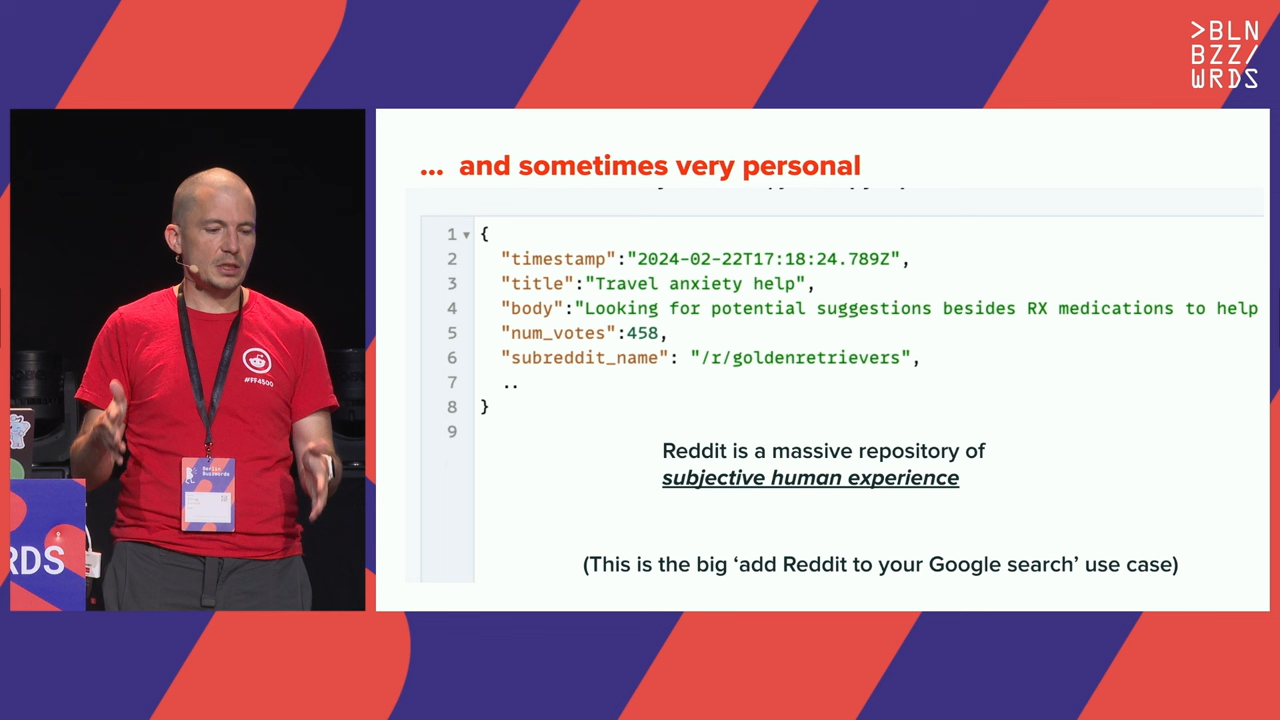 >BLN
BZZ/
WRDS
... and sometimes very personal
1 {
2 "timestamp":"2024-02-22T17:18:24.789Z",
3 "title":"Travel anxiety help",
4 "body":"Looking for potential suggestions besides RX medications to help
5 "num_votes":458,
6 "subreddit_name": "/r/goldenretrievers",
7 ..
8 }
9
Reddit is a massive repository of
subjective human experience
(This is the big ‘add Reddit to your Google search’ use case)
#FF4500
Berlin
Buzzwords
RDS